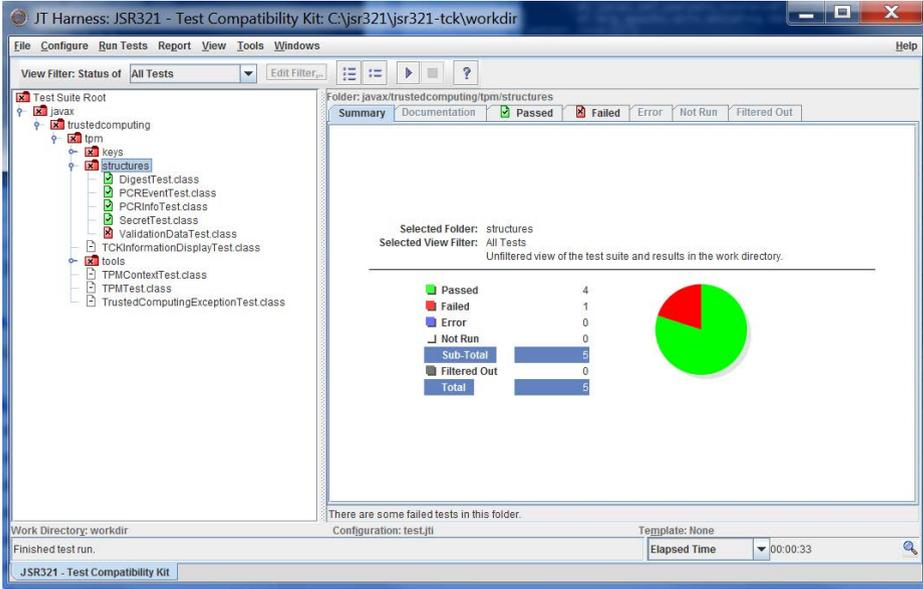 JT Harness: JSR321 - Test Compatibility Kit: C:\jsr321\jsr321-tck\workdir
File Configure Run Tests Report View Tools Windows Help
View Filter: Status of All Tests Edit Filter...
Test Suite Root
javax
trustedcomputing
tpm
keys
structures
DigestTest.class
PCREventTest.class
PCRInfoTest.class
SecretTest.class
ValidationDataTest.class
TCKInformationDisplayTest.class
tools
TPMContextTest.class
TPMTest.class
TrustedComputingExceptionTest.class
Folder: javax/trustedcomputing/tpm/structures
Summary Documentation Passed Failed Error Not Run Filtered Out
Selected Folder: structures
Selected View Filter: All Tests
Unfiltered view of the test suite and results in the work directory.
Passed 4
Failed 1
Error 0
Not Run 0
Sub-Total 5
Filtered Out 0
Total 5
There are some failed tests in this folder.
Work Directory: workdir Configuration: test.jti Template: None
Finished test run. Elapsed Time 00:00:33
JSR321 - Test Compatibility Kit